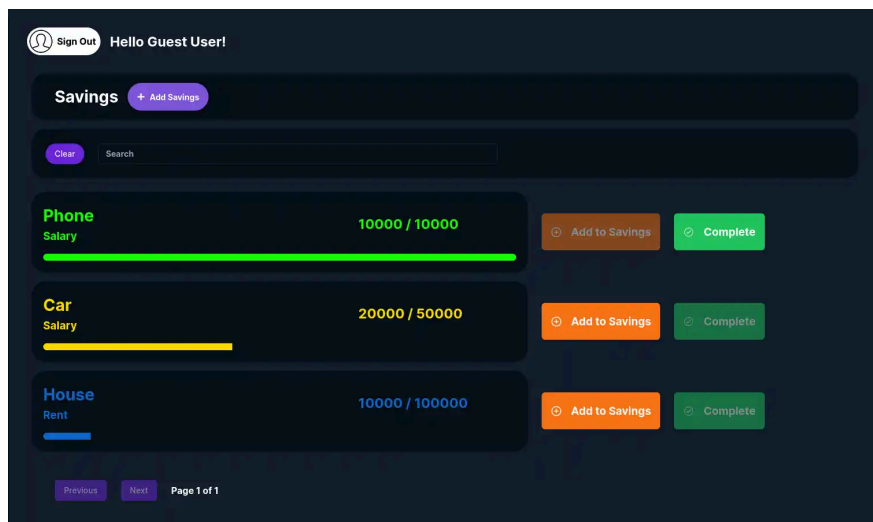 Sign Out Hello Guest User!
Savings + Add Savings
Clear Search
Phone
Salary
10000 / 10000
Add to Savings
Complete
Car
Salary
20000 / 50000
Add to Savings
Complete
House
Rent
10000 / 100000
Add to Savings
Complete
Previous Next Page 1 of 1